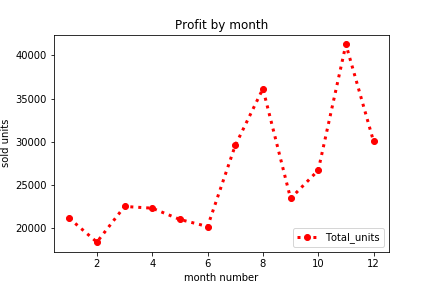 Profit by month
40000
35000
30000
25000
20000
sold units
2 4 6 8 10 12
month number
Total_units